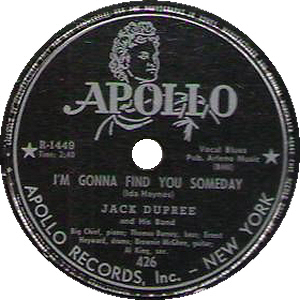 APOLLO
R-1449
Time: 2:40
Vocal Blues
Pub. Arlene Music
(BMI)
I'M GONNA FIND YOU SOMEDAY
(Ida Haynes)
JACK DUPREE
and His Band
Big Chief, piano; Thomas Barnes, bass; Ernest
Hayward, drums; Brownie McGhee, guitar;
Al King, sax.
426
APOLLO RECORDS, Inc. - NEW YORK